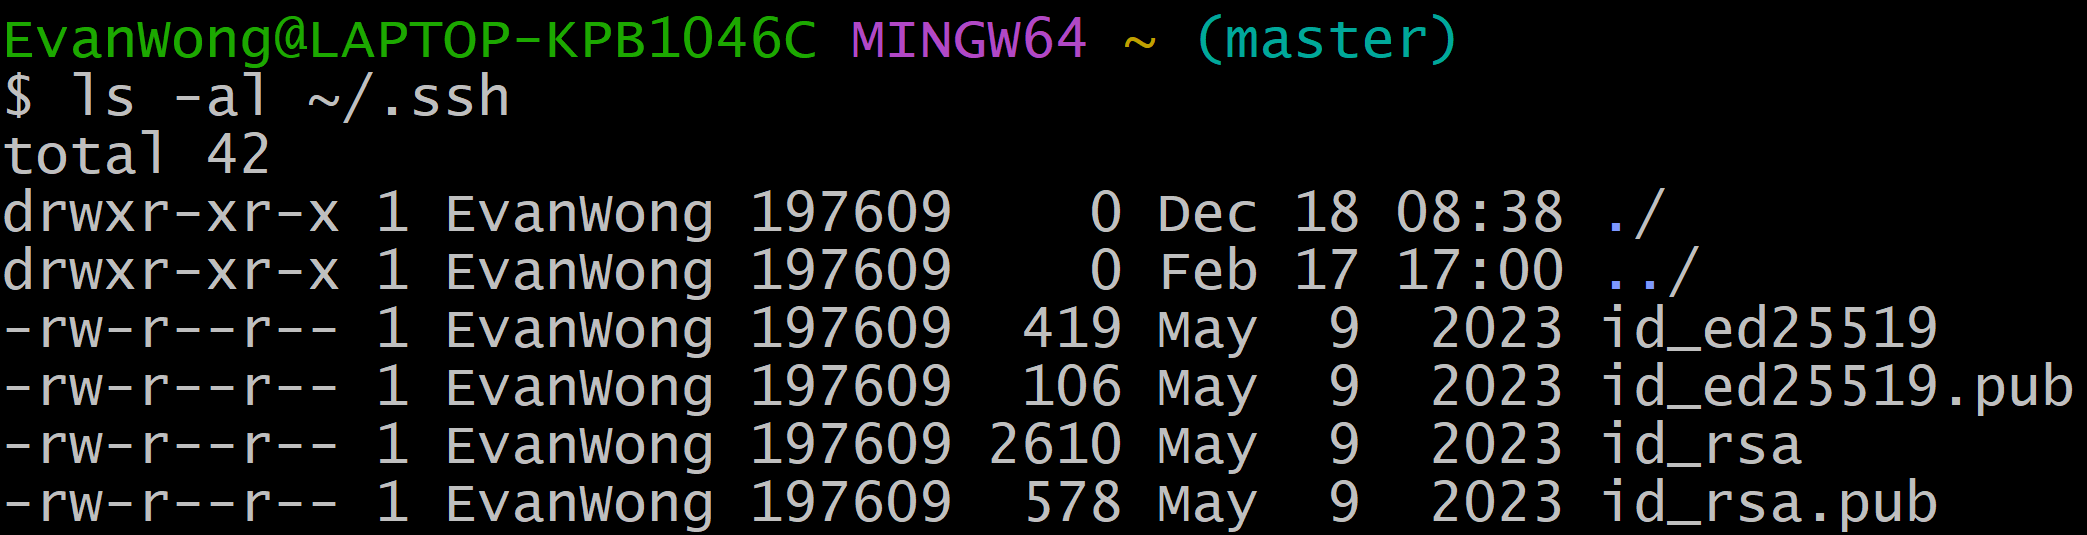 EvanWong@LAPTOP-KPB1046C MINGW64 ~ (master)
$ ls -al ~/.ssh
total 42
drwxr-xr-x 1 EvanWong 197609    0 Dec 18 08:38 ./
drwxr-xr-x 1 EvanWong 197609    0 Feb 17 17:00 ../
-rw-r--r-- 1 EvanWong 197609  419 May  9  2023 id_ed25519
-rw-r--r-- 1 EvanWong 197609  106 May  9  2023 id_ed25519.pub
-rw-r--r-- 1 EvanWong 197609 2610 May  9  2023 id_rsa
-rw-r--r-- 1 EvanWong 197609  578 May  9  2023 id_rsa.pub